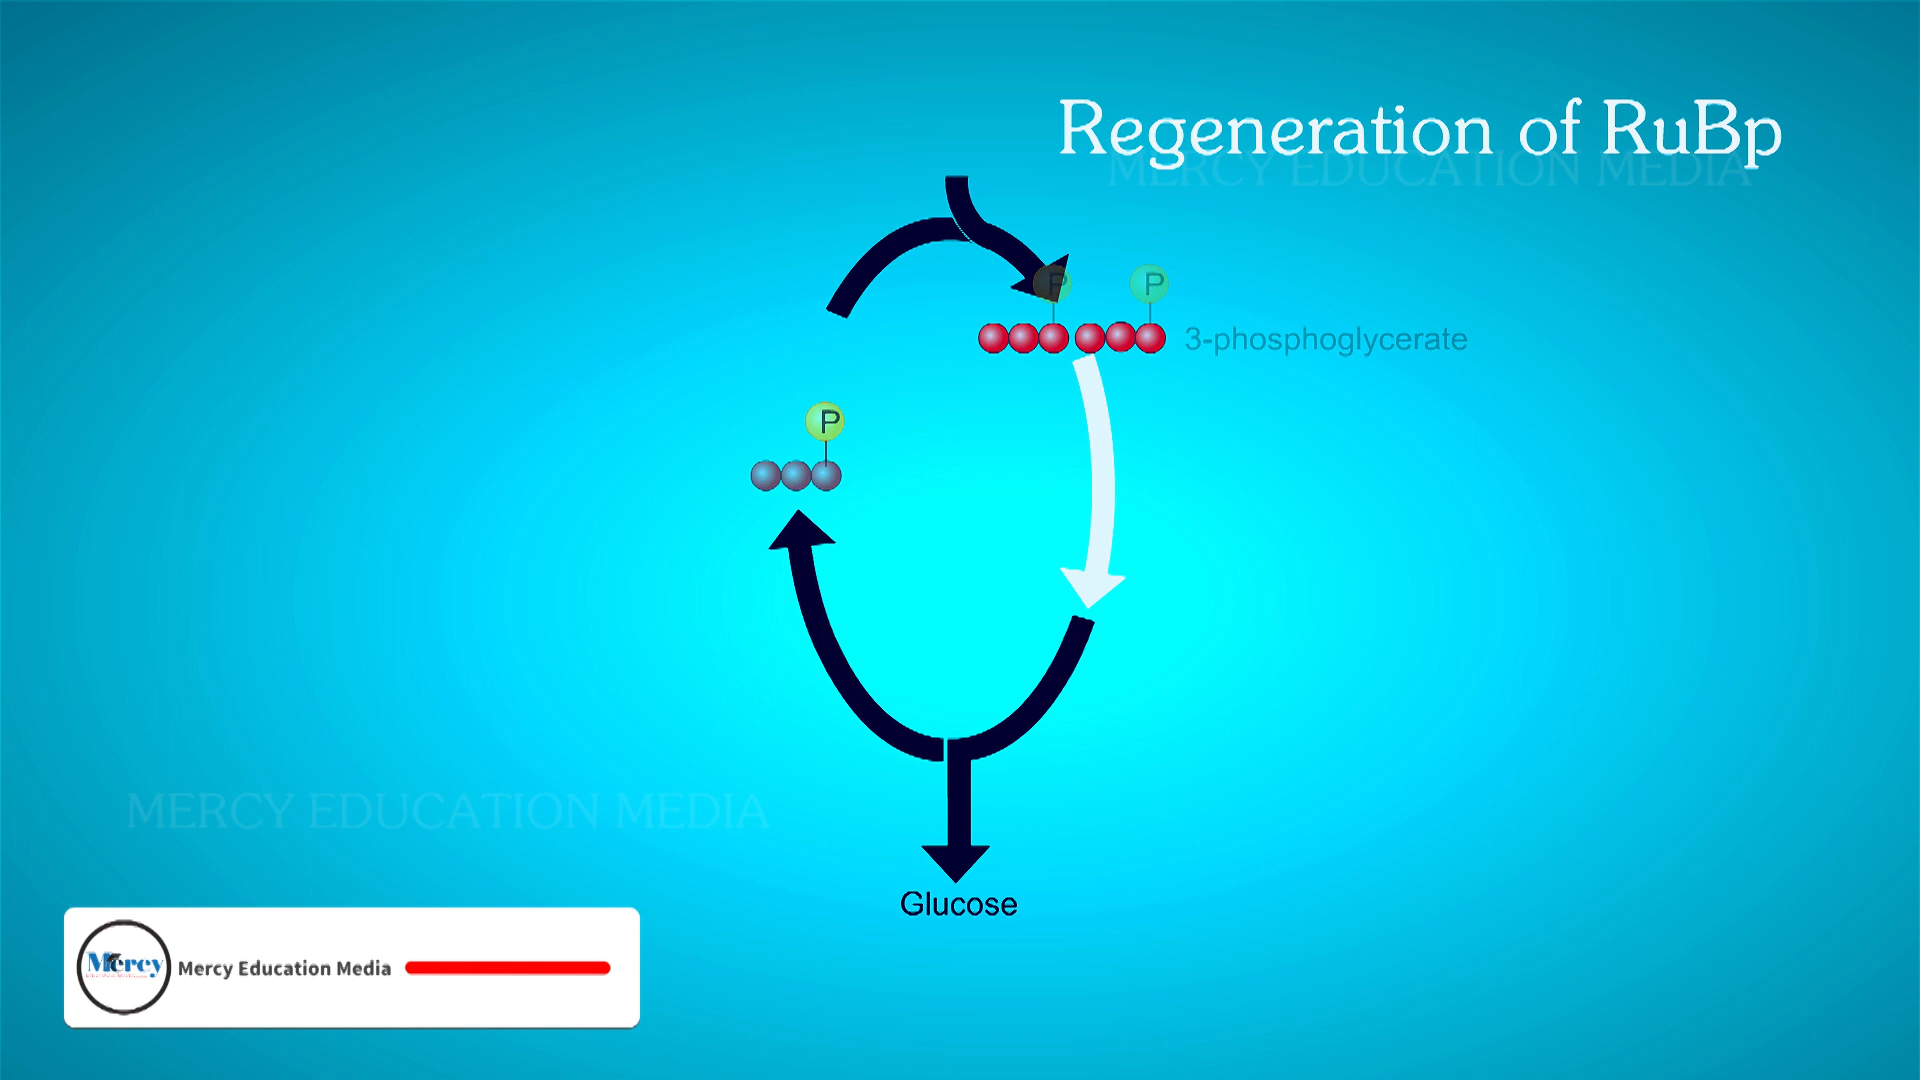 Regeneration of RuBp
MERCY EDUCATION MEDIA
P P
3-phosphoglycerate
P
MERCY EDUCATION MEDIA
Glucose
Mercy
Mercy Education Media